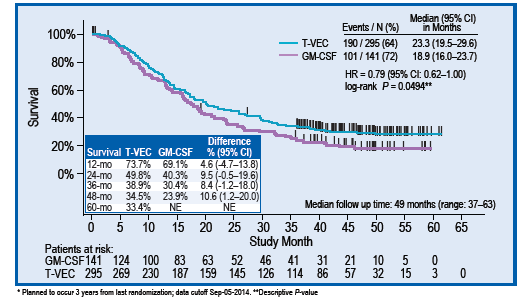 Events / N (%) Median (95% CI) in Months
T-VEC 190 / 295 (64) 23.3 (19.5–29.6)
GM-CSF 101 / 141 (72) 18.9 (16.0–23.7)
HR = 0.79 (95% CI: 0.62–1.00)
log-rank P = 0.0494**
100%
80%
60%
40%
20%
0%
Survival
Survival T-VEC GM-CSF Difference % (95% CI)
12-mo 73.7% 69.1% 4.6 (-4.7–13.8)
24-mo 49.8% 40.3% 9.5 (-0.5–19.6)
36-mo 38.9% 30.4% 8.4 (-1.2–18.0)
48-mo 34.5% 23.9% 10.6 (1.2–20.0)
60-mo 33.4% NE NE
Median follow up time: 49 months (range: 37–63)
0 5 10 15 20 25 30 35 40 45 50 55 60 65
Study Month
Patients at risk:
GM-CSF 141 124 100 83 63 52 46 41 31 21 10 5 0
T-VEC 295 269 230 187 159 145 126 114 86 57 32 15 3 0
* Planned to occur 3 years from last randomization; data cutoff Sep-05-2014. **Descriptive P-value